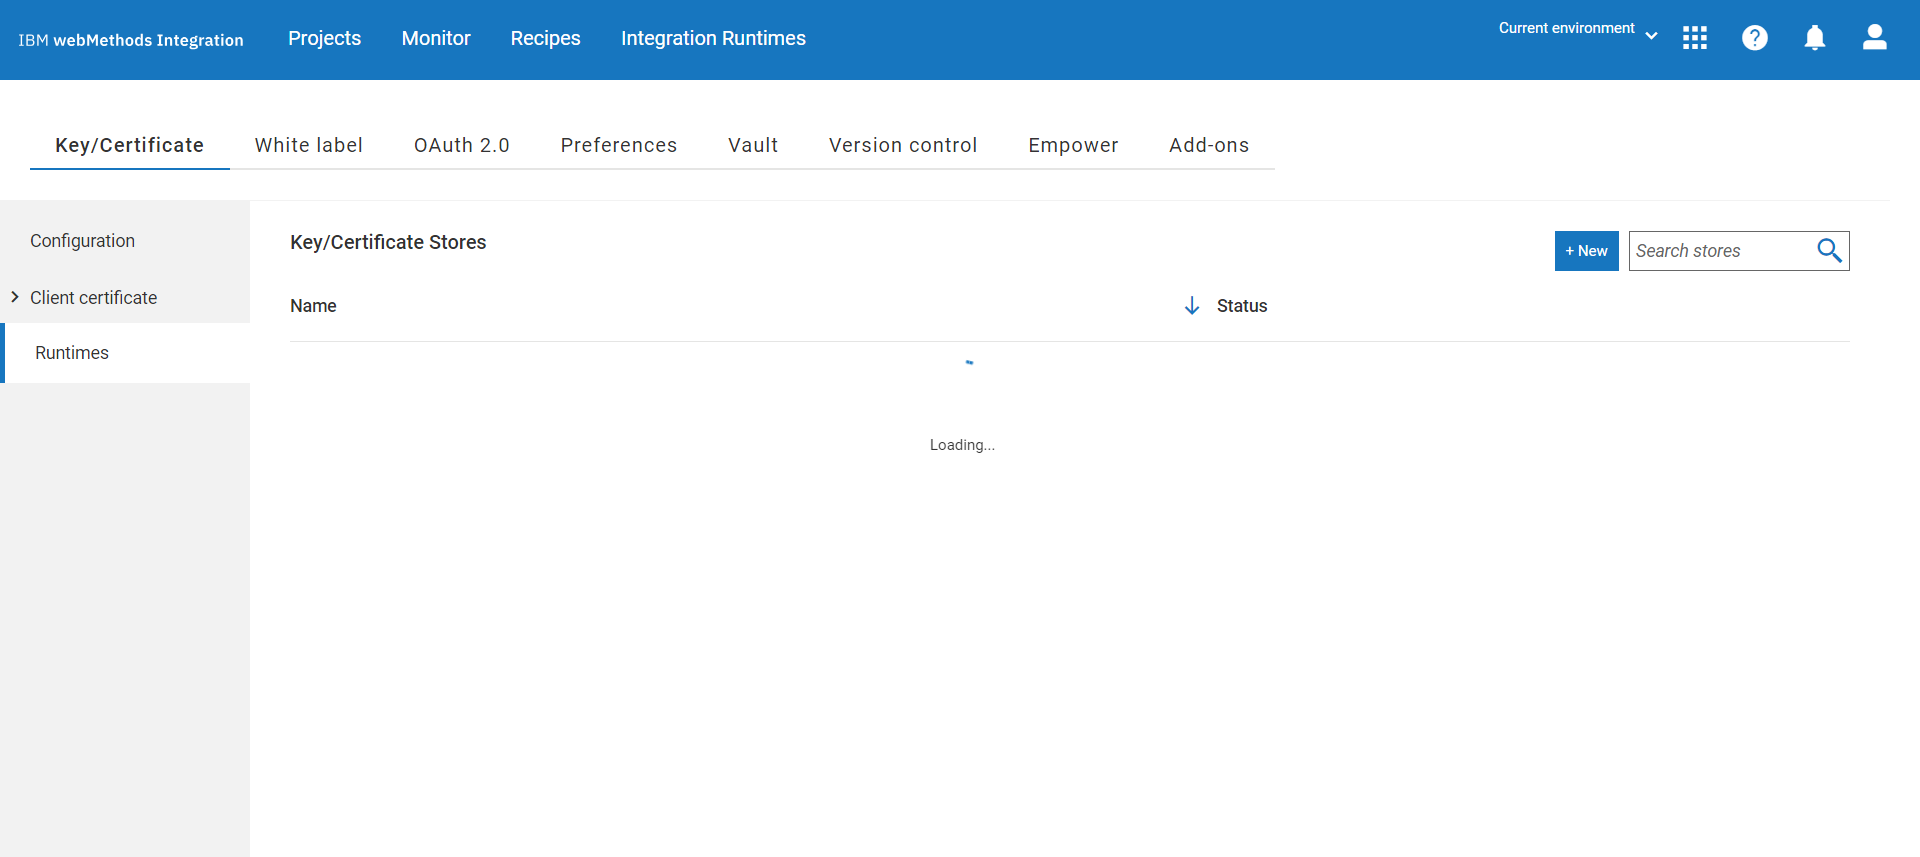 IBM webMethods Integration
Projects
Monitor
Recipes
Integration Runtimes
Current environment
Key/Certificate
White label
OAuth 2.0
Preferences
Vault
Version control
Empower
Add-ons
Configuration
Client certificate
Runtimes
Key/Certificate Stores
+ New
Search stores
Name
Status
Loading...